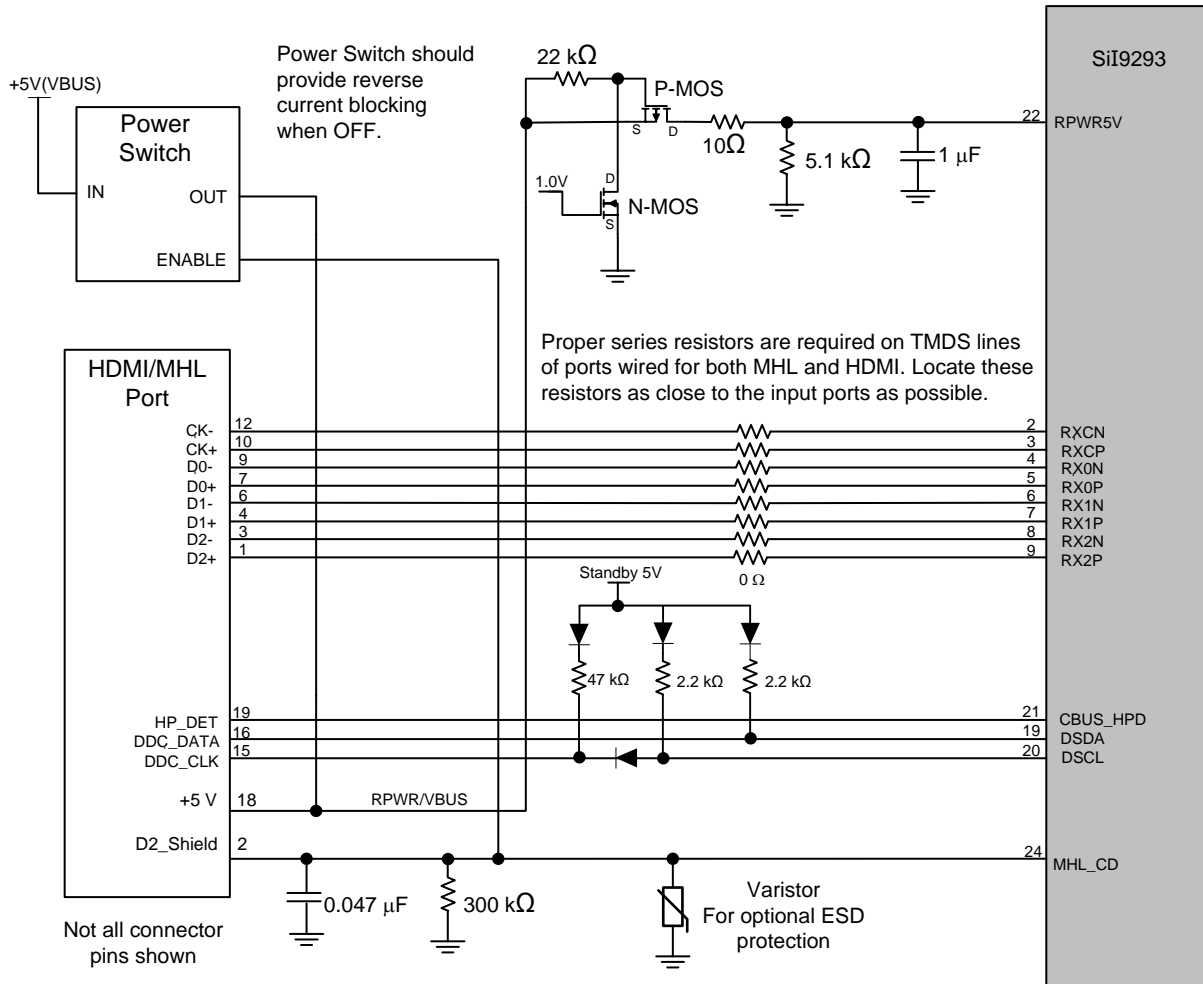 Power Switch should
provide reverse
current blocking
when OFF.
+5V(VBUS)
Power
Switch
IN
OUT
ENABLE
22 kΩ
P-MOS
S
D
10Ω
5.1 kΩ
1 μF
1.0V
D
N-MOS
S
SiI9293
22
RPWR5V
Proper series resistors are required on TMDS lines
of ports wired for both MHL and HDMI. Locate these
resistors as close to the input ports as possible.
HDMI/MHL
Port
CK- 12
2 RXCN
CK+ 10
3 RXCP
D0- 9
4 RX0N
D0+ 7
5 RX0P
D1- 6
6 RX1N
D1+ 4
7 RX1P
D2- 3
8 RX2N
D2+ 1
9 RX2P
0 Ω
Standby 5V
47 kΩ
2.2 kΩ
2.2 kΩ
HP_DET 19
21 CBUS_HPD
DDC_DATA 16
19 DSDA
DDC_CLK 15
20 DSCL
+5 V 18
RPWR/VBUS
D2_Shield 2
24 MHL_CD
0.047 μF
300 kΩ
Varistor
For optional ESD
protection
Not all connector
pins shown